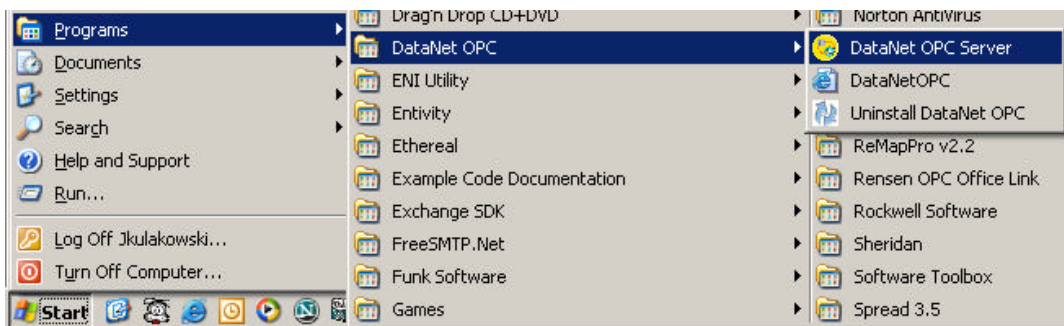 Programs
Documents
Settings
Search
Help and Support
Run...
Log Off Jkulakowski...
Turn Off Computer...
Start
Drag'n Drop CD+DVD
DataNet OPC
ENI Utility
Entivity
Ethereal
Example Code Documentation
Exchange SDK
FreeSMTP.Net
Funk Software
Games
Norton AntiVirus
DataNet OPC Server
DataNetOPC
Uninstall DataNet OPC
ReMapPro v2.2
Rensen OPC Office Link
Rockwell Software
Sheridan
Software Toolbox
Spread 3.5